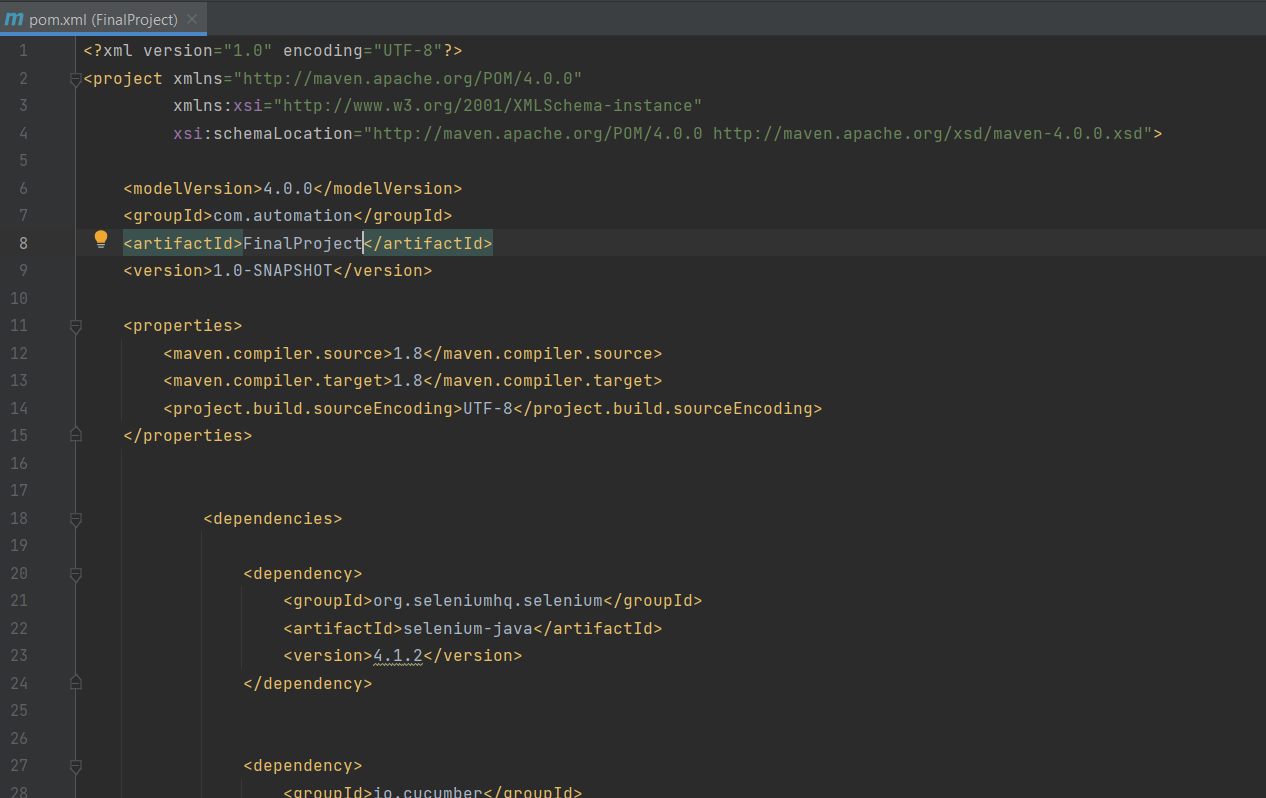 m pom.xml (FinalProject)
1 <?xml version="1.0" encoding="UTF-8"?>
2 <project xmlns="http://maven.apache.org/POM/4.0.0"
3 xmlns:xsi="http://www.w3.org/2001/XMLSchema-instance"
4 xsi:schemaLocation="http://maven.apache.org/POM/4.0.0 http://maven.apache.org/xsd/maven-4.0.0.xsd">
5
6 <modelVersion>4.0.0</modelVersion>
7 <groupId>com.automation</groupId>
8 <artifactId>FinalProject</artifactId>
9 <version>1.0-SNAPSHOT</version>
10
11 <properties>
12 <maven.compiler.source>1.8</maven.compiler.source>
13 <maven.compiler.target>1.8</maven.compiler.target>
14 <project.build.sourceEncoding>UTF-8</project.build.sourceEncoding>
15 </properties>
16
17
18 <dependencies>
19
20 <dependency>
21 <groupId>org.seleniumhq.selenium</groupId>
22 <artifactId>selenium-java</artifactId>
23 <version>4.1.2</version>
24 </dependency>
25
26
27 <dependency>
28 <groupId>io.cucumber</groupId>